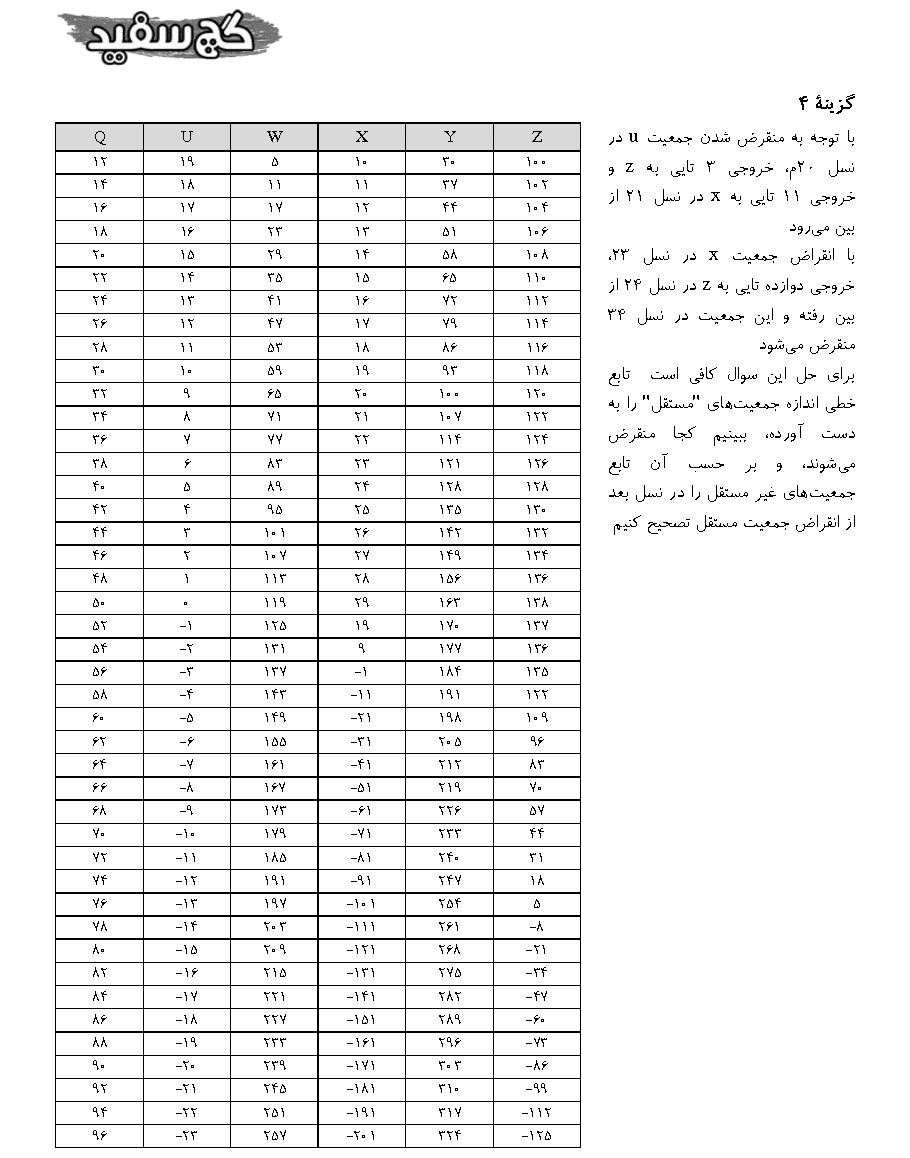 گچ سفید
گزینهٔ ۴
با توجه به منقرض شدن جمعیت u در
نسل ۲۰م، خروجی ۳ تایی به z و
خروجی ۱۱ تایی به x در نسل ۲۱ از
بین می‌رود
با انقراض جمعیت x در نسل ۲۳،
خروجی دوازده تایی به z در نسل ۲۴ از
بین رفته و این جمعیت در نسل ۳۴
منقرض می‌شود
برای حل این سوال کافی است تابع
خطی اندازه جمعیت‌های "مستقل" را به
دست آورده، ببینیم کجا منقرض
می‌شوند، و بر حسب آن تابع
جمعیت‌های غیر مستقل را در نسل بعد
از انقراض جمعیت مستقل تصحیح کنیم
Q U W X Y Z
۱۲ ۱۹ ۵ ۱۰ ۳۰ ۱۰۰
۱۴ ۱۸ ۱۱ ۱۱ ۳۷ ۱۰۲
۱۶ ۱۷ ۱۷ ۱۲ ۴۴ ۱۰۴
۱۸ ۱۶ ۲۳ ۱۳ ۵۱ ۱۰۶
۲۰ ۱۵ ۲۹ ۱۴ ۵۸ ۱۰۸
۲۲ ۱۴ ۳۵ ۱۵ ۶۵ ۱۱۰
۲۴ ۱۳ ۴۱ ۱۶ ۷۲ ۱۱۲
۲۶ ۱۲ ۴۷ ۱۷ ۷۹ ۱۱۴
۲۸ ۱۱ ۵۳ ۱۸ ۸۶ ۱۱۶
۳۰ ۱۰ ۵۹ ۱۹ ۹۳ ۱۱۸
۳۲ ۹ ۶۵ ۲۰ ۱۰۰ ۱۲۰
۳۴ ۸ ۷۱ ۲۱ ۱۰۷ ۱۲۲
۳۶ ۷ ۷۷ ۲۲ ۱۱۴ ۱۲۴
۳۸ ۶ ۸۳ ۲۳ ۱۲۱ ۱۲۶
۴۰ ۵ ۸۹ ۲۴ ۱۲۸ ۱۲۸
۴۲ ۴ ۹۵ ۲۵ ۱۳۵ ۱۳۰
۴۴ ۳ ۱۰۱ ۲۶ ۱۴۲ ۱۳۲
۴۶ ۲ ۱۰۷ ۲۷ ۱۴۹ ۱۳۴
۴۸ ۱ ۱۱۳ ۲۸ ۱۵۶ ۱۳۶
۵۰ ۰ ۱۱۹ ۲۹ ۱۶۳ ۱۳۸
۵۲ -۱ ۱۲۵ ۱۹ ۱۷۰ ۱۳۷
۵۴ -۲ ۱۳۱ ۹ ۱۷۷ ۱۳۶
۵۶ -۳ ۱۳۷ -۱ ۱۸۴ ۱۳۵
۵۸ -۴ ۱۴۳ -۱۱ ۱۹۱ ۱۲۲
۶۰ -۵ ۱۴۹ -۲۱ ۱۹۸ ۱۰۹
۶۲ -۶ ۱۵۵ -۳۱ ۲۰۵ ۹۶
۶۴ -۷ ۱۶۱ -۴۱ ۲۱۲ ۸۳
۶۶ -۸ ۱۶۷ -۵۱ ۲۱۹ ۷۰
۶۸ -۹ ۱۷۳ -۶۱ ۲۲۶ ۵۷
۷۰ -۱۰ ۱۷۹ -۷۱ ۲۳۳ ۴۴
۷۲ -۱۱ ۱۸۵ -۸۱ ۲۴۰ ۳۱
۷۴ -۱۲ ۱۹۱ -۹۱ ۲۴۷ ۱۸
۷۶ -۱۳ ۱۹۷ -۱۰۱ ۲۵۴ ۵
۷۸ -۱۴ ۲۰۳ -۱۱۱ ۲۶۱ -۸
۸۰ -۱۵ ۲۰۹ -۱۲۱ ۲۶۸ -۲۱
۸۲ -۱۶ ۲۱۵ -۱۳۱ ۲۷۵ -۳۴
۸۴ -۱۷ ۲۲۱ -۱۴۱ ۲۸۲ -۴۷
۸۶ -۱۸ ۲۲۷ -۱۵۱ ۲۸۹ -۶۰
۸۸ -۱۹ ۲۳۳ -۱۶۱ ۲۹۶ -۷۳
۹۰ -۲۰ ۲۳۹ -۱۷۱ ۳۰۳ -۸۶
۹۲ -۲۱ ۲۴۵ -۱۸۱ ۳۱۰ -۹۹
۹۴ -۲۲ ۲۵۱ -۱۹۱ ۳۱۷ -۱۱۲
۹۶ -۲۳ ۲۵۷ -۲۰۱ ۳۲۴ -۱۲۵